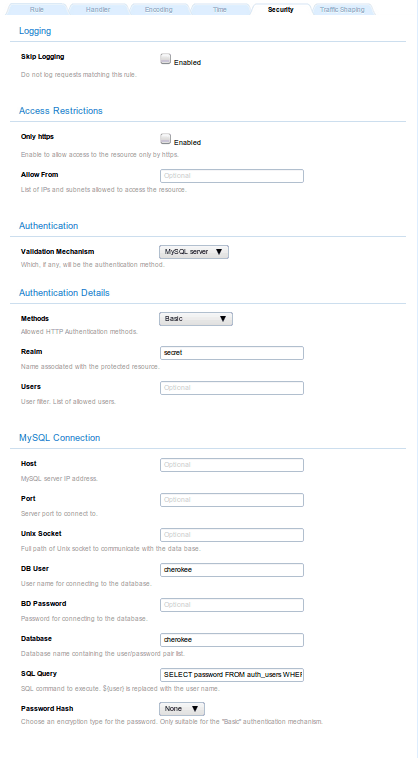 Rule Handler Encoding Time Security Traffic Shaping
Logging
Skip Logging
Enabled
Do not log requests matching this rule.
Access Restrictions
Only https
Enabled
Enable to allow access to the resource only by https.
Allow From
Optional
List of IPs and subnets allowed to access the resource.
Authentication
Validation Mechanism
MySQL server
Which, if any, will be the authentication method.
Authentication Details
Methods
Basic
Allowed HTTP Authentication methods.
Realm
secret
Name associated with the protected resource.
Users
Optional
User filter. List of allowed users.
MySQL Connection
Host
Optional
MySQL server IP address.
Port
Optional
Server port to connect to.
Unix Socket
Optional
Full path of Unix socket to communicate with the data base.
DB User
cherokee
User name for connecting to the database.
BD Password
Optional
Password for connecting to the database.
Database
cherokee
Database name containing the user/password pair list.
SQL Query
SELECT password FROM auth_users WHER
SQL command to execute. ${user} is replaced with the user name.
Password Hash
None
Choose an encryption type for the password. Only suitable for the "Basic" authentication mechanism.